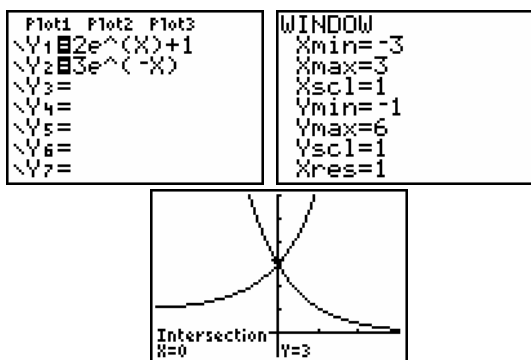 Plot1 Plot2 Plot3
\Y₁=2e^(X)+1
\Y₂=3e^(-X)
\Y₃=
\Y₄=
\Y₅=
\Y₆=
\Y₇=
WINDOW
Xmin=-3
Xmax=3
Xscl=1
Ymin=-1
Ymax=6
Yscl=1
Xres=1
Intersection
X=0 Y=3